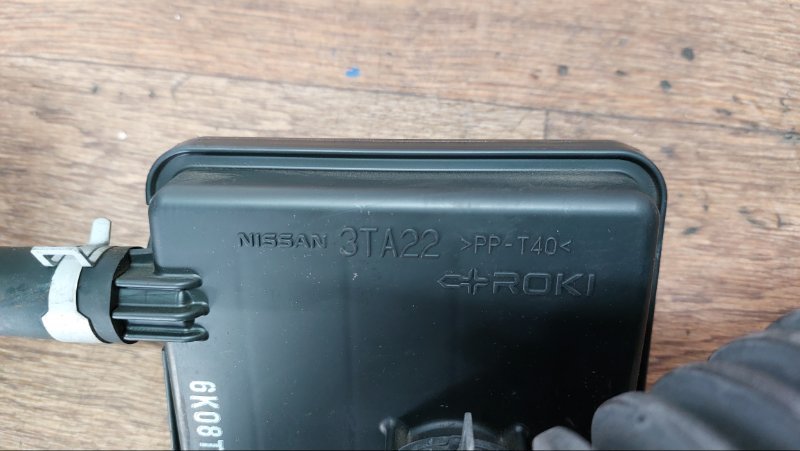 NISSAN 3TA22 >PP-T40<
ROKI
6K08T